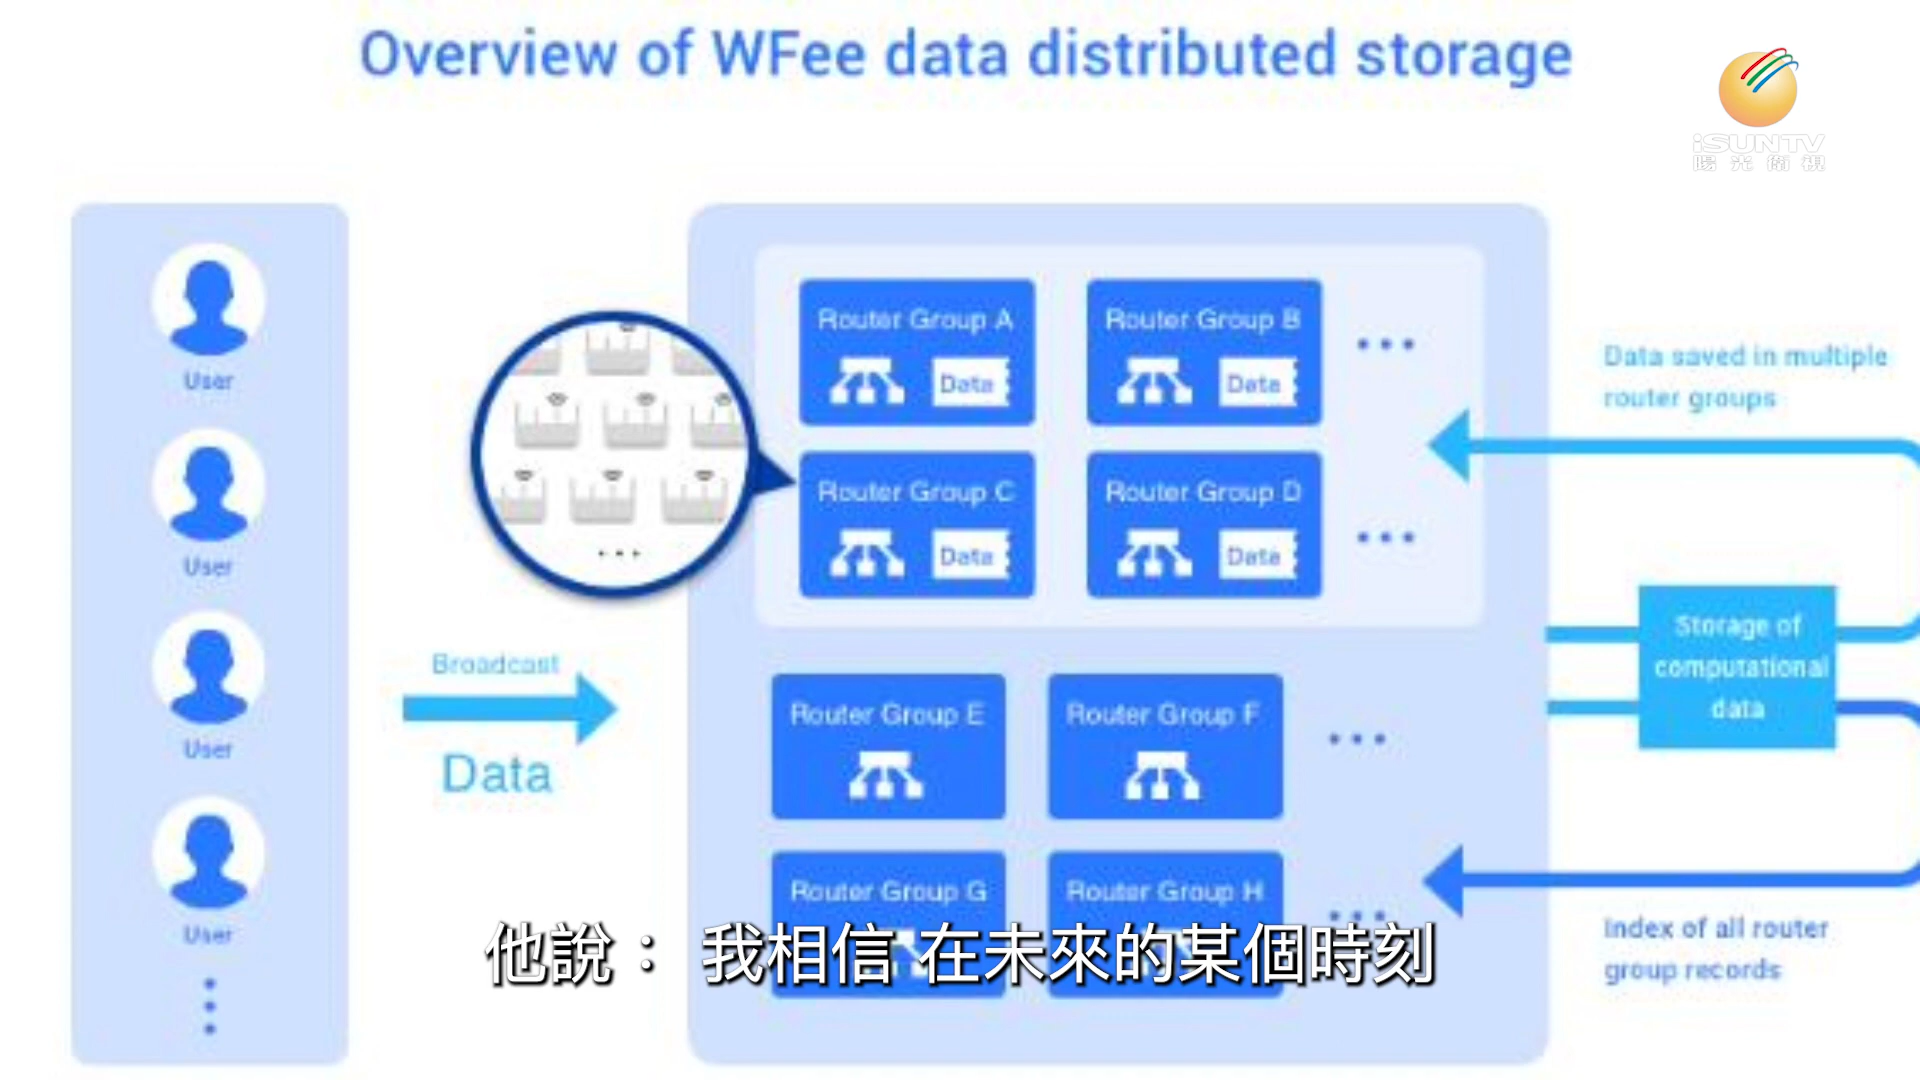 Overview of WFee data distributed storage
iSUNTV
陽光衛視
User
User
User
User
Broadcast
Data
Router Group A
Data
Router Group B
Data
Router Group C
Data
Router Group D
Data
Router Group E
Router Group F
Router Group G
Router Group H
Data saved in multiple
router groups
Storage of
computational
data
Index of all router
group records
他說： 我相信 在未來的某個時刻